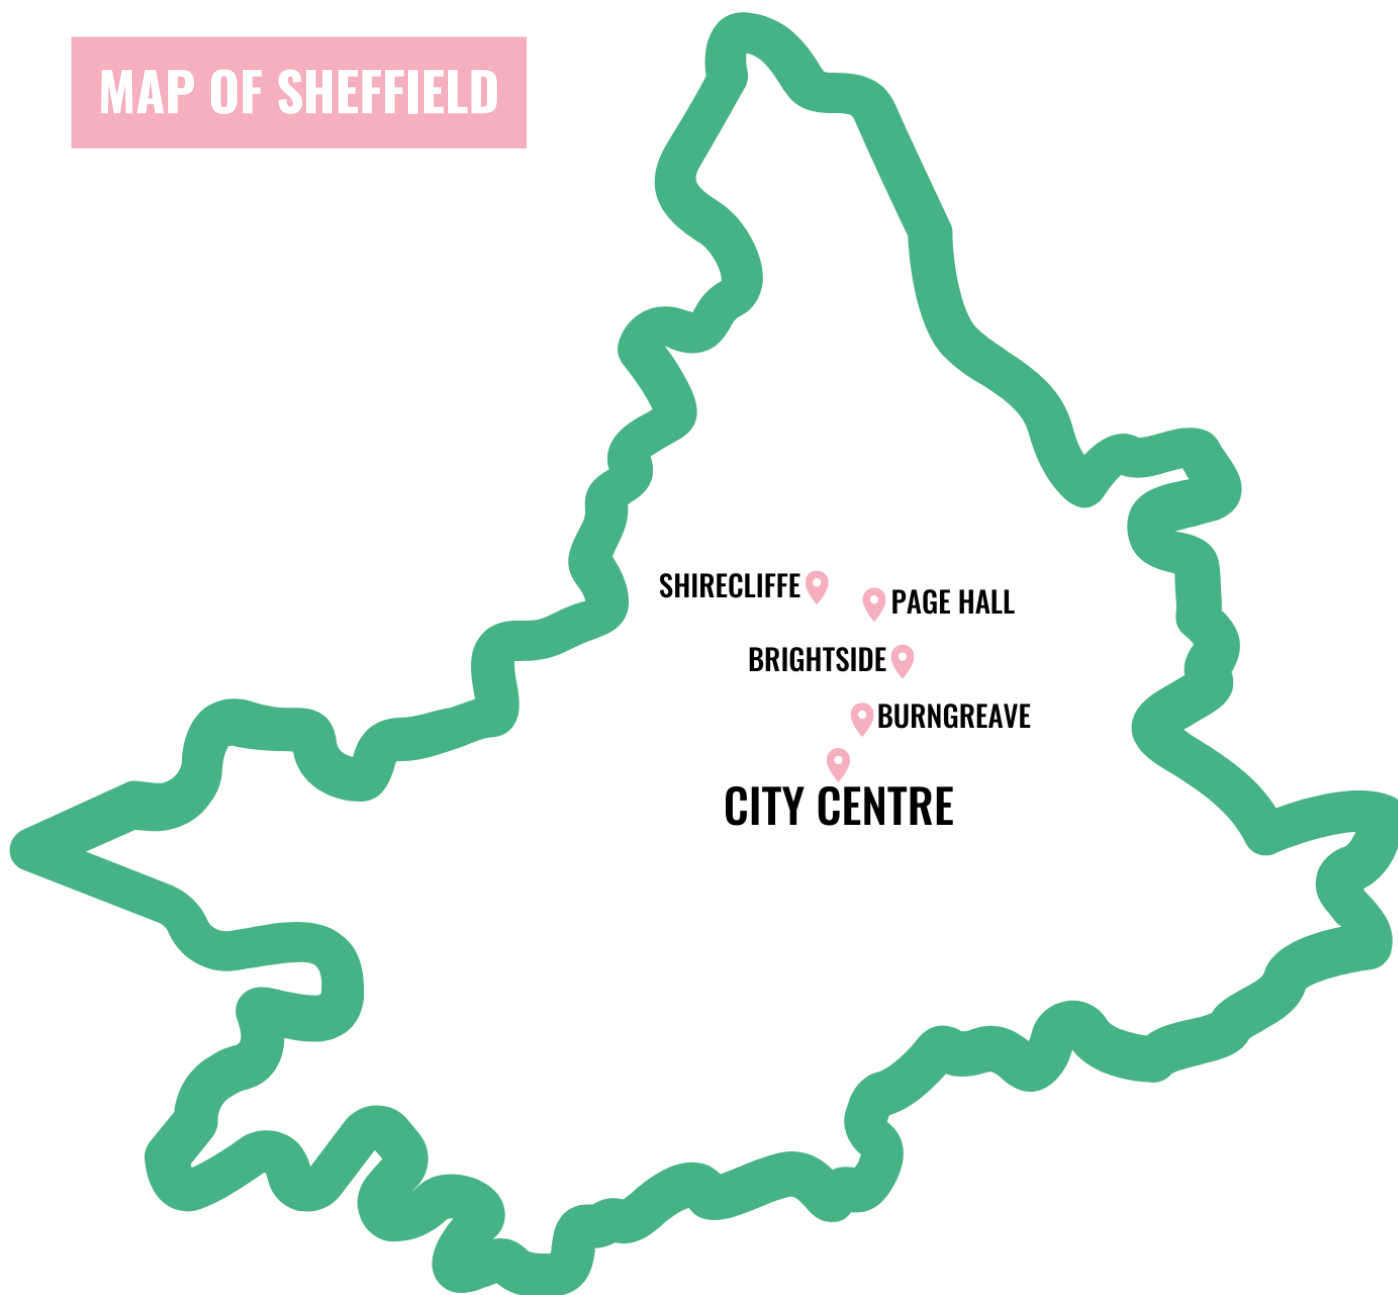 MAP OF SHEFFIELD
SHIRECLIFFE
PAGE HALL
BRIGHTSIDE
BURNGREAVE
CITY CENTRE